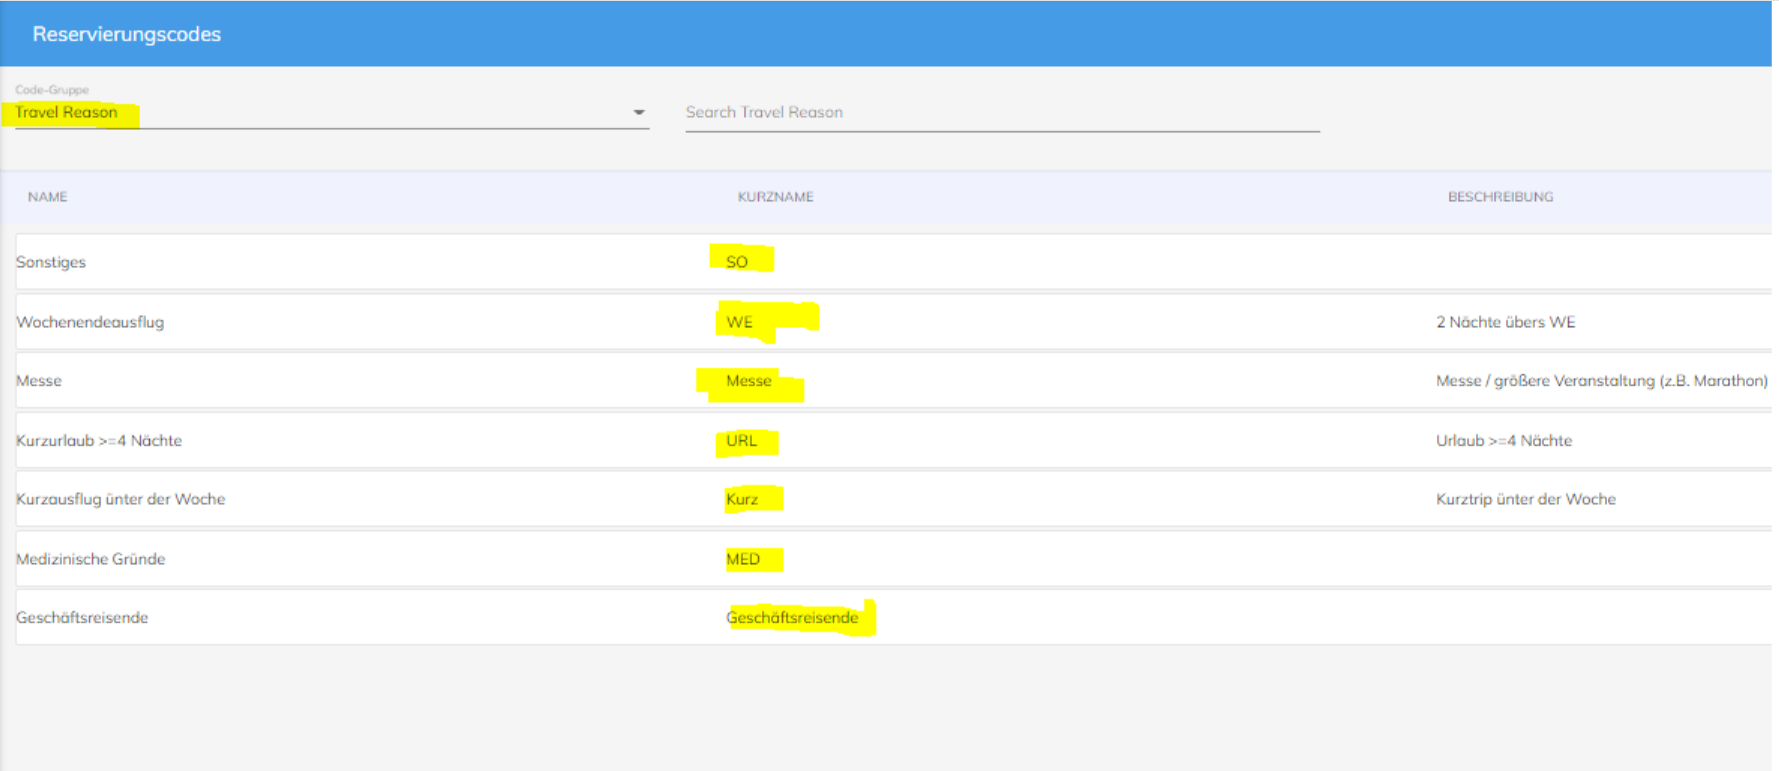 Reservierungscodes
Code-Gruppe
Travel Reason
Search Travel Reason
NAME KURZNAME BESCHREIBUNG
Sonstiges SO
Wochenendeausflug WE 2 Nächte übers WE
Messe Messe Messe / größere Veranstaltung (z.B. Marathon)
Kurzurlaub >=4 Nächte URL Urlaub >=4 Nächte
Kurzausflug ünter der Woche Kurz Kurztrip ünter der Woche
Medizinische Gründe MED
Geschäftsreisende Geschäftsreisende